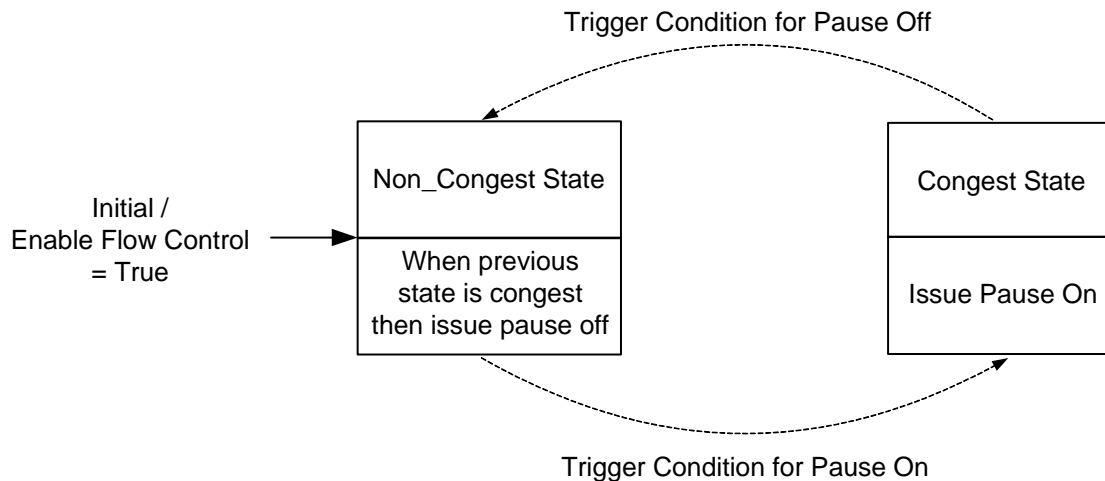 Trigger Condition for Pause Off
Non_Congest State
Congest State
Initial /
Enable Flow Control
= True
When previous
state is congest
then issue pause off
Issue Pause On
Trigger Condition for Pause On